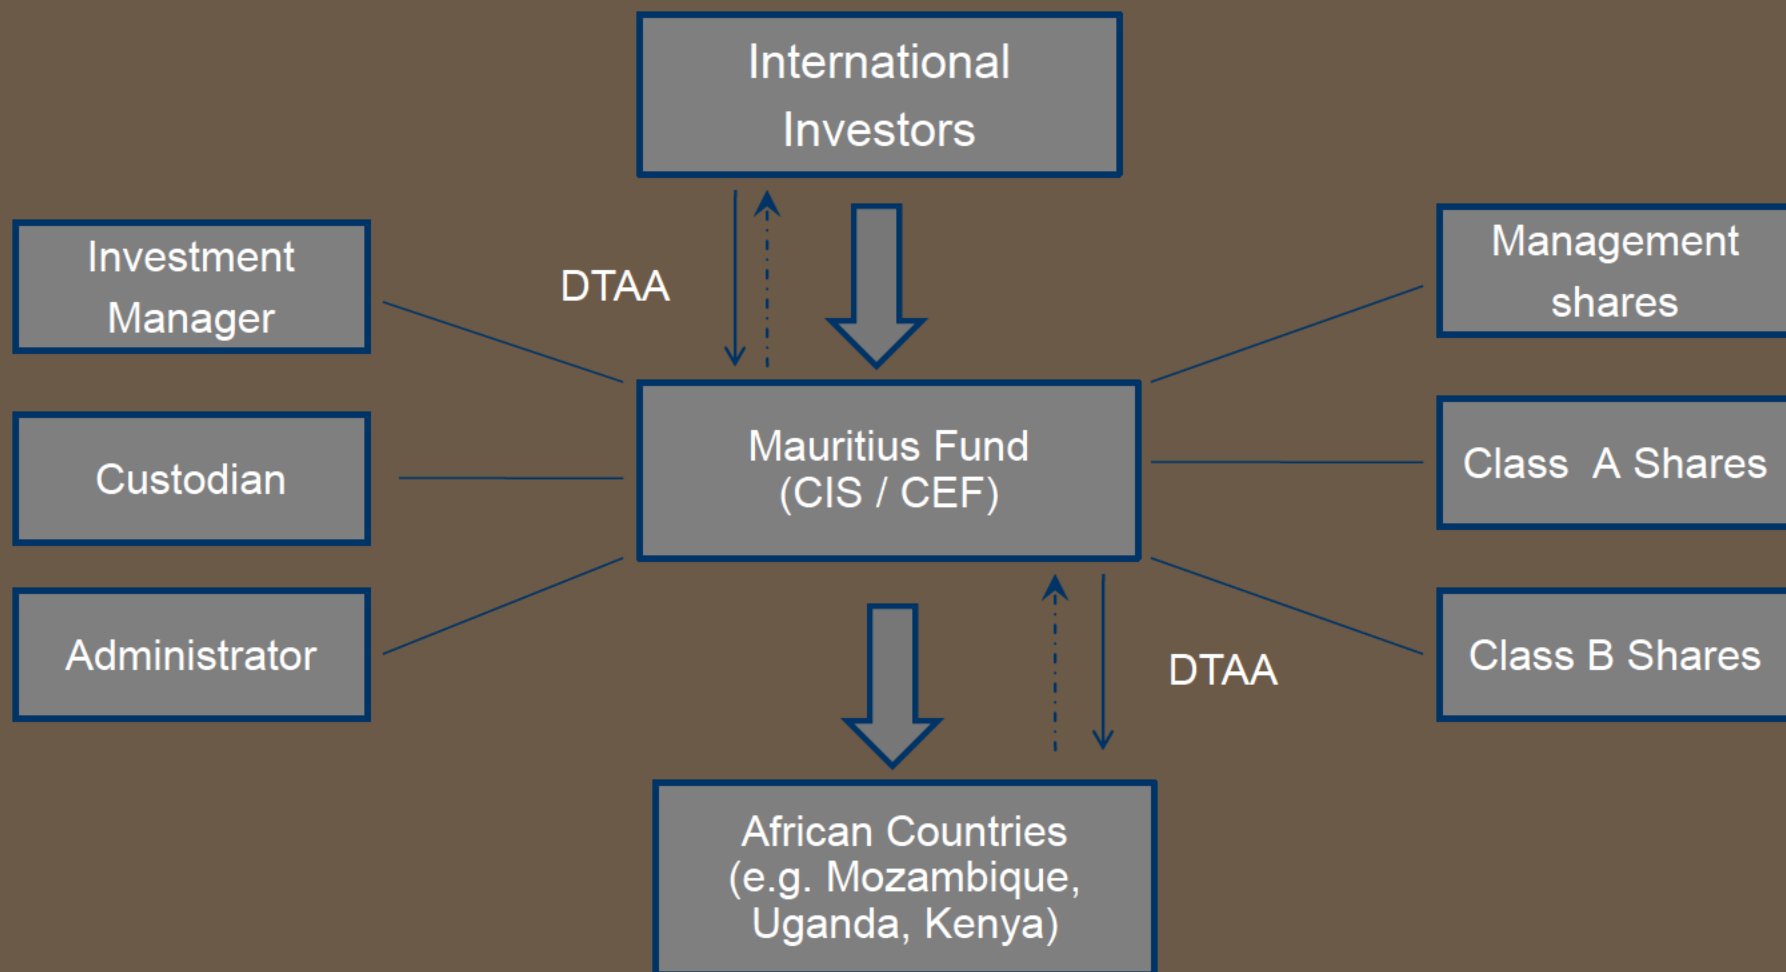 International
Investors
Investment
Manager
DTAA
Management
shares
Custodian
Mauritius Fund
(CIS / CEF)
Class A Shares
Administrator
DTAA
Class B Shares
African Countries
(e.g. Mozambique,
Uganda, Kenya)